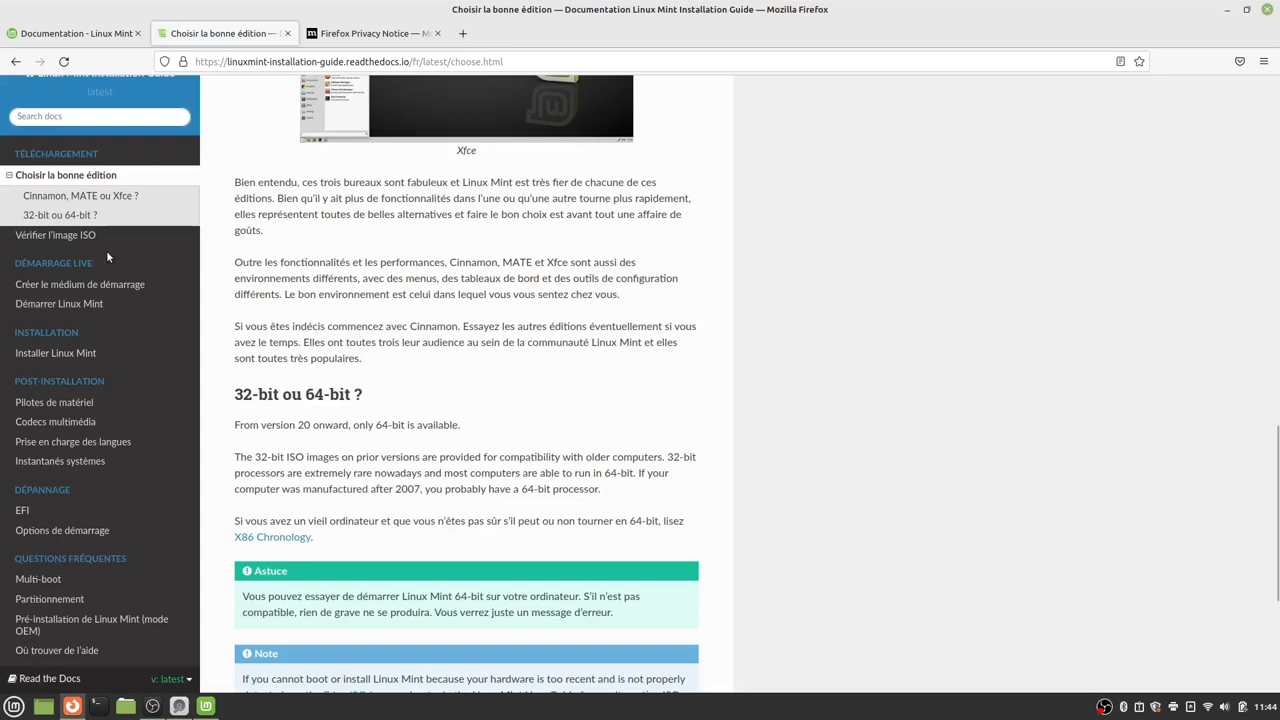 Choisir la bonne édition — Documentation Linux Mint Installation Guide — Mozilla Firefox
Documentation - Linux Mint
Choisir la bonne édition —
Firefox Privacy Notice — Mo
https://linuxmint-installation-guide.readthedocs.io/fr/latest/choose.html
Linux Mint Installation Guide
latest
Search docs
TÉLÉCHARGEMENT
Choisir la bonne édition
Cinnamon, MATE ou Xfce ?
32-bit ou 64-bit ?
Vérifier l'image ISO
DÉMARRAGE LIVE
Créer le médium de démarrage
Démarrer Linux Mint
INSTALLATION
Installer Linux Mint
POST-INSTALLATION
Pilotes de matériel
Codecs multimédia
Prise en charge des langues
Instantanés systèmes
DÉPANNAGE
EFI
Options de démarrage
QUESTIONS FRÉQUENTES
Multi-boot
Partitionnement
Pré-installation de Linux Mint (mode
OEM)
Où trouver de l'aide
Read the Docs
v: latest
Xfce
Bien entendu, ces trois bureaux sont fabuleux et Linux Mint est très fier de chacune de ces
éditions. Bien qu'il y ait plus de fonctionnalités dans l'une ou qu'une autre tourne plus rapidement,
elles représentent toutes de belles alternatives et faire le bon choix est avant tout une affaire de
goûts.
Outre les fonctionnalités et les performances, Cinnamon, MATE et Xfce sont aussi des
environnements différents, avec des menus, des tableaux de bord et des outils de configuration
différents. Le bon environnement est celui dans lequel vous vous sentez chez vous.
Si vous êtes indécis commencez avec Cinnamon. Essayez les autres éditions éventuellement si vous
avez le temps. Elles ont toutes trois leur audience au sein de la communauté Linux Mint et elles
sont toutes très populaires.
32-bit ou 64-bit ?
From version 20 onward, only 64-bit is available.
The 32-bit ISO images on prior versions are provided for compatibility with older computers. 32-bit
processors are extremely rare nowadays and most computers are able to run in 64-bit. If your
computer was manufactured after 2007, you probably have a 64-bit processor.
Si vous avez un vieil ordinateur et que vous n'êtes pas sûr s'il peut ou non tourner en 64-bit, lisez
X86 Chronology.
Astuce
Vous pouvez essayer de démarrer Linux Mint 64-bit sur votre ordinateur. S'il n'est pas
compatible, rien de grave ne se produira. Vous verrez juste un message d'erreur.
Note
If you cannot boot or install Linux Mint because your hardware is too recent and is not properly
11:44